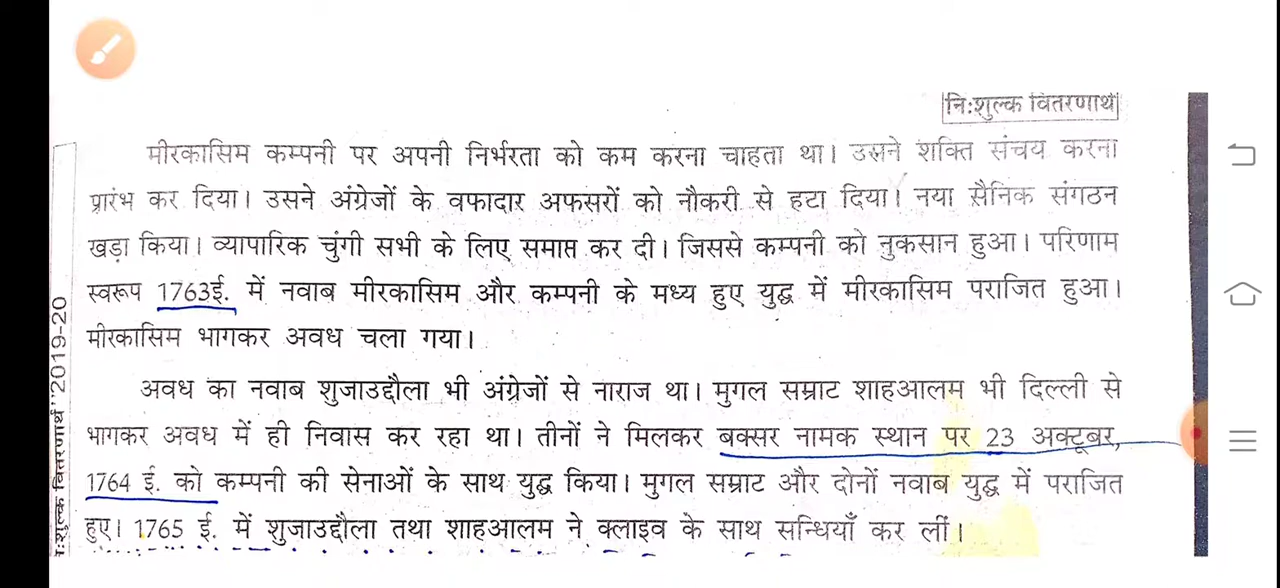 नि:शुल्क वितरणार्थ
मीरकासिम कम्पनी पर अपनी निर्भरता को कम करना चाहता था। उसने शक्ति संचय करना
प्रारंभ कर दिया। उसने अंग्रेजों के वफादार अफसरों को नौकरी से हटा दिया। नया सैनिक संगठन
खड़ा किया। व्यापारिक चुंगी सभी के लिए समाप्त कर दी। जिससे कम्पनी को नुकसान हुआ। परिणाम
स्वरूप 1763ई. में नवाब मीरकासिम और कम्पनी के मध्य हुए युद्ध में मीरकासिम पराजित हुआ।
मीरकासिम भागकर अवध चला गया।
अवध का नवाब शुजाउद्दौला भी अंग्रेजों से नाराज था। मुगल सम्राट शाहआलम भी दिल्ली से
भागकर अवध में ही निवास कर रहा था। तीनों ने मिलकर बक्सर नामक स्थान पर 23 अक्टूबर,
1764 ई. को कम्पनी की सेनाओं के साथ युद्ध किया। मुगल सम्राट और दोनों नवाब युद्ध में पराजित
हुए। 1765 ई. में शुजाउद्दौला तथा शाहआलम ने क्लाइव के साथ सन्धियाँ कर लीं।
न:शुल्क वितरणार्थ "2019-20